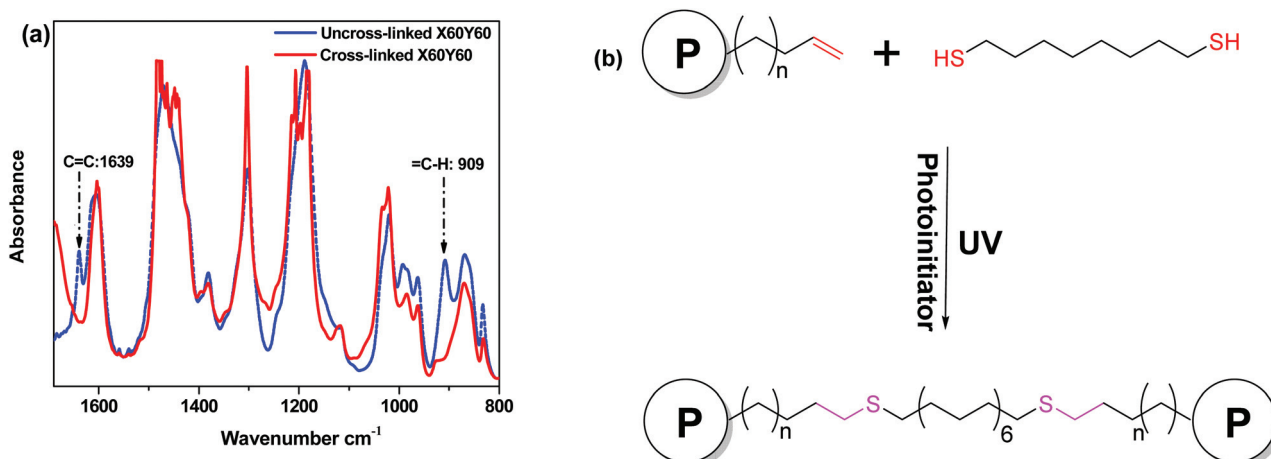 (a)
Uncross-linked X60Y60
Cross-linked X60Y60
C=C:1639
=C-H: 909
Absorbance
1600
1400
1200
1000
800
Wavenumber cm⁻¹
(b)
P
n
+
HS
SH
Photoinitiator
UV
P
n
S
6
S
n
P